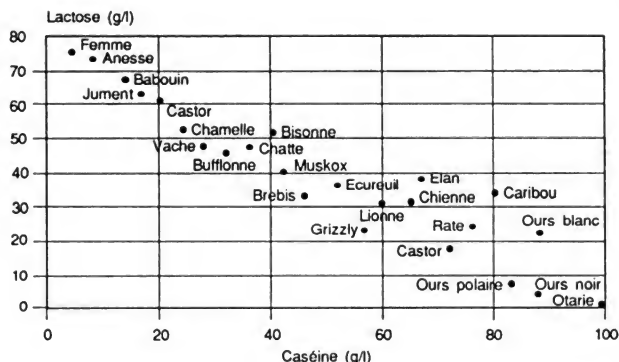 Lactose (g/l)
80
Femme
Anesse
70
Babouin
Jument
60
Castor
Chamelle
Bisonne
50
Vache
Chatte
Bufflonne
Muskox
40
Ecureuil
Elan
Brebis
Chienne
Caribou
30
Lionne
Ours blanc
Grizzly
Rate
20
Castor
10
Ours polaire
Ours noir
Otarie
0
0 20 40 60 80 100
Caséine (g/l)